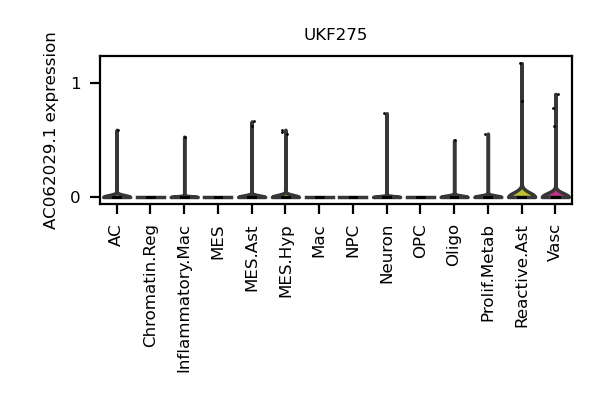 UKF275
AC062029.1 expression
1
0
AC
Chromatin.Reg
Inflammatory.Mac
MES
MES.Ast
MES.Hyp
Mac
NPC
Neuron
OPC
Oligo
Prolif.Metab
Reactive.Ast
Vasc